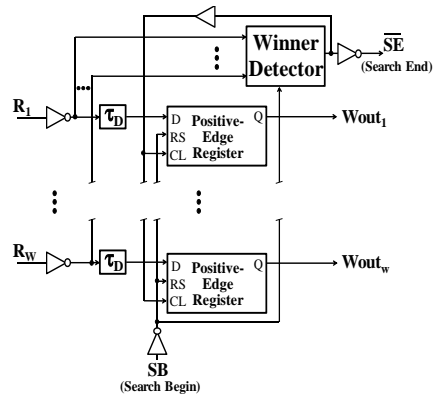 Winner
Detector
SE
(Search End)
R1
τD
D
RS
CL
Positive-
Edge
Register
Q
Wout1
RW
τD
D
RS
CL
Positive-
Edge
Register
Q
Woutw
SB
(Search Begin)